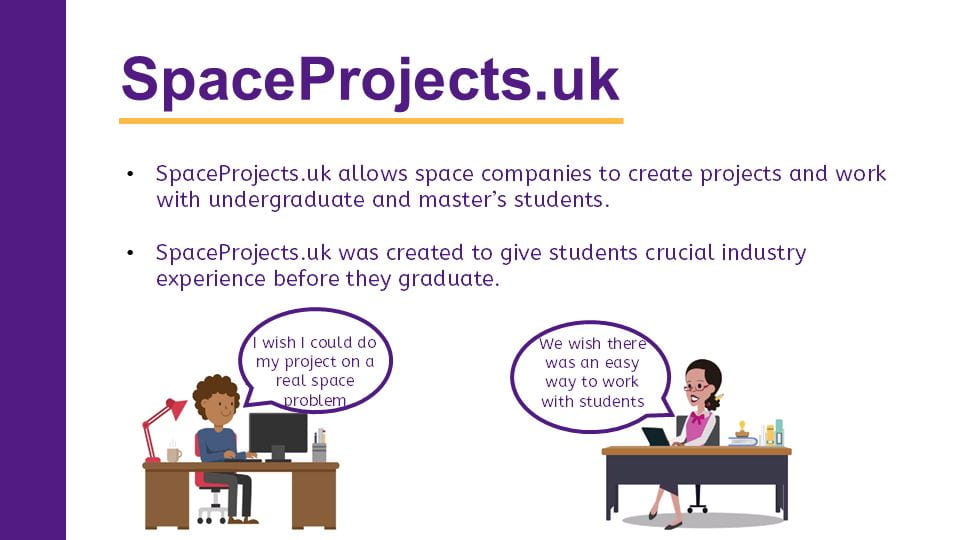 SpaceProjects.uk
• SpaceProjects.uk allows space companies to create projects and work
with undergraduate and master’s students.
• SpaceProjects.uk was created to give students crucial industry
experience before they graduate.
I wish I could do
my project on a
real space
problem
We wish there
was an easy
way to work
with students